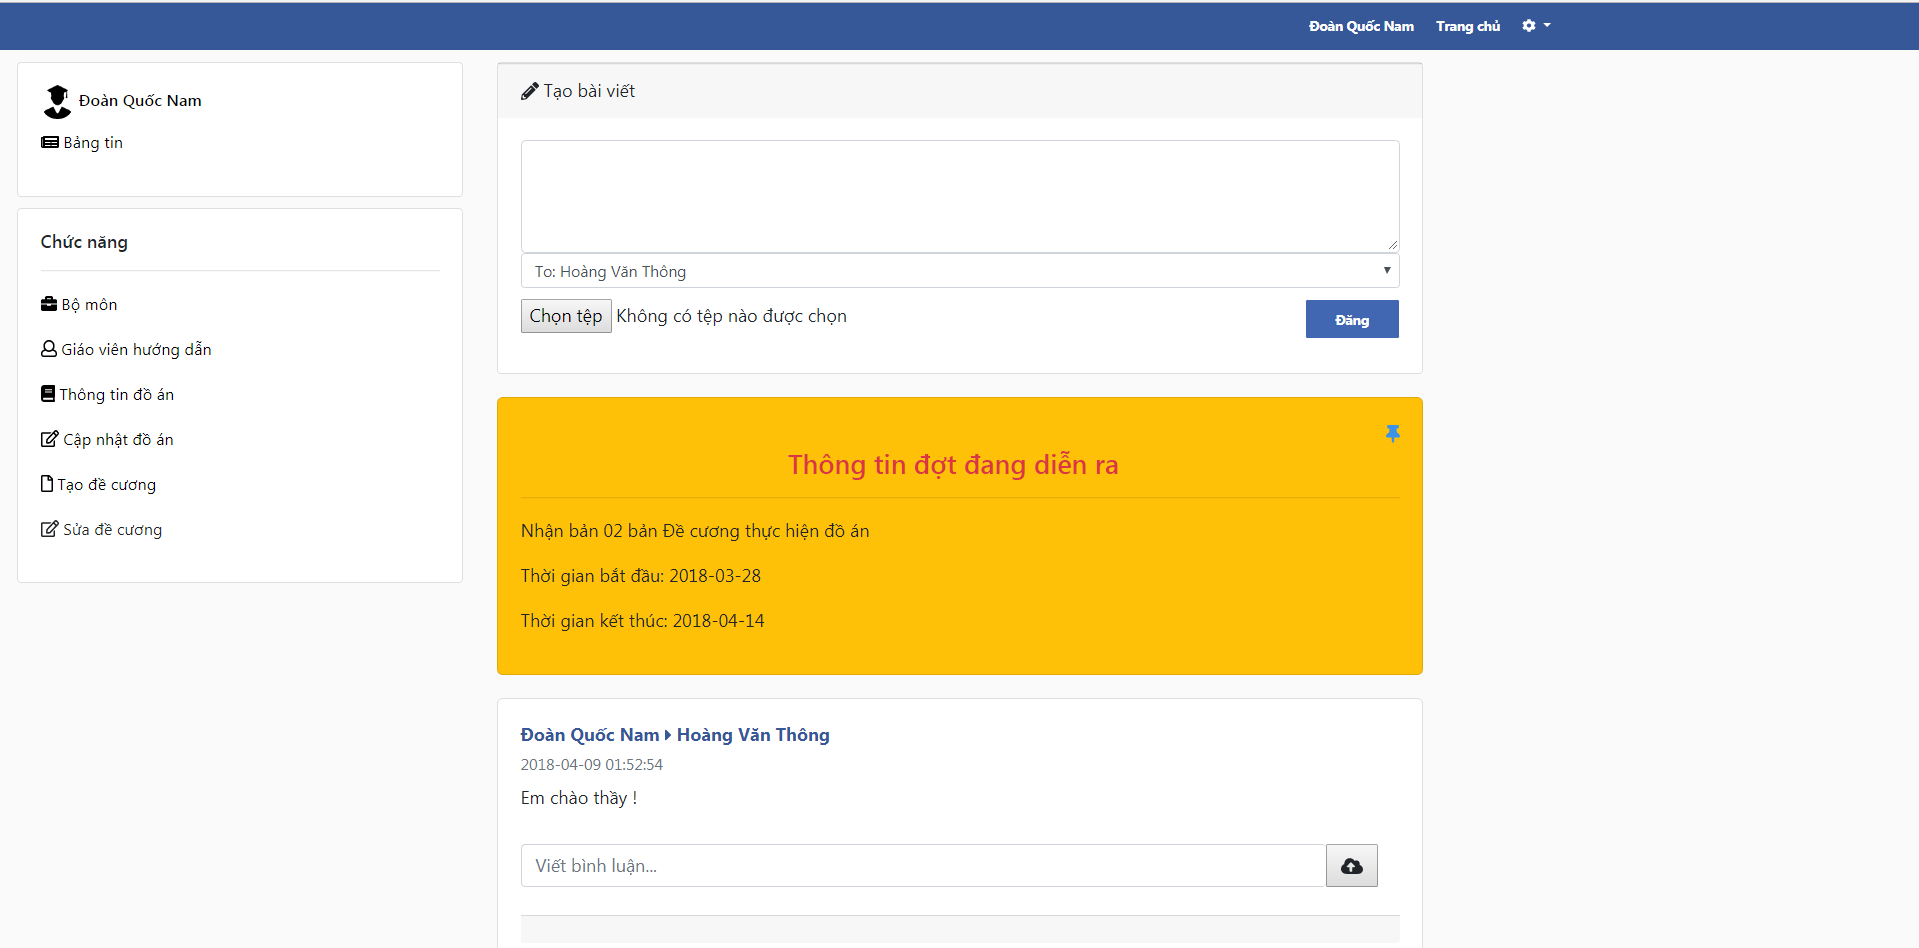 Đoàn Quốc Nam Trang chủ
Đoàn Quốc Nam
Bảng tin
Chức năng
Bộ môn
Giáo viên hướng dẫn
Thông tin đồ án
Cập nhật đồ án
Tạo đề cương
Sửa đề cương
Tạo bài viết
To: Hoàng Văn Thông
Chọn tệp Không có tệp nào được chọn
Đăng
Thông tin đợt đang diễn ra
Nhận bản 02 bản Đề cương thực hiện đồ án
Thời gian bắt đầu: 2018-03-28
Thời gian kết thúc: 2018-04-14
Đoàn Quốc Nam Hoàng Văn Thông
2018-04-09 01:52:54
Em chào thầy !
Viết bình luận...